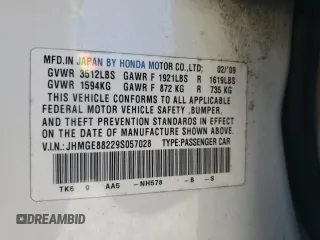 MFD. IN JAPAN BY HONDA MOTOR CO., LTD. 02/'09
GVWR 3512LBS GAWR F 1921LBS R 1619LBS
GVWR 1594KG GAWR F 872 KG R 735 KG
THIS VEHICLE CONFORMS TO ALL APPLICABLE
FEDERAL MOTOR VEHICLE SAFETY, BUMPER,
AND THEFT PREVENTION STANDARDS IN EFFECT
ON THE DATE OF MANUFACTURE SHOWN ABOVE.
V.I.N.: JHMGE88229S057028 TYPE: PASSENGER CAR
TK6 9 AA5 -NH578 -B -S
DREAMBID